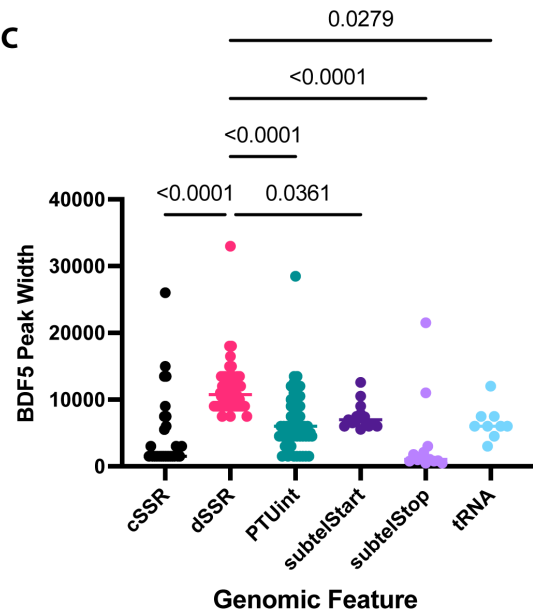 C
0.0279
<0.0001
<0.0001
<0.0001 0.0361
40000
30000
20000
10000
0
BDF5 Peak Width
cSSR
dSSR
PTUint
subtelStart
subtelStop
tRNA
Genomic Feature